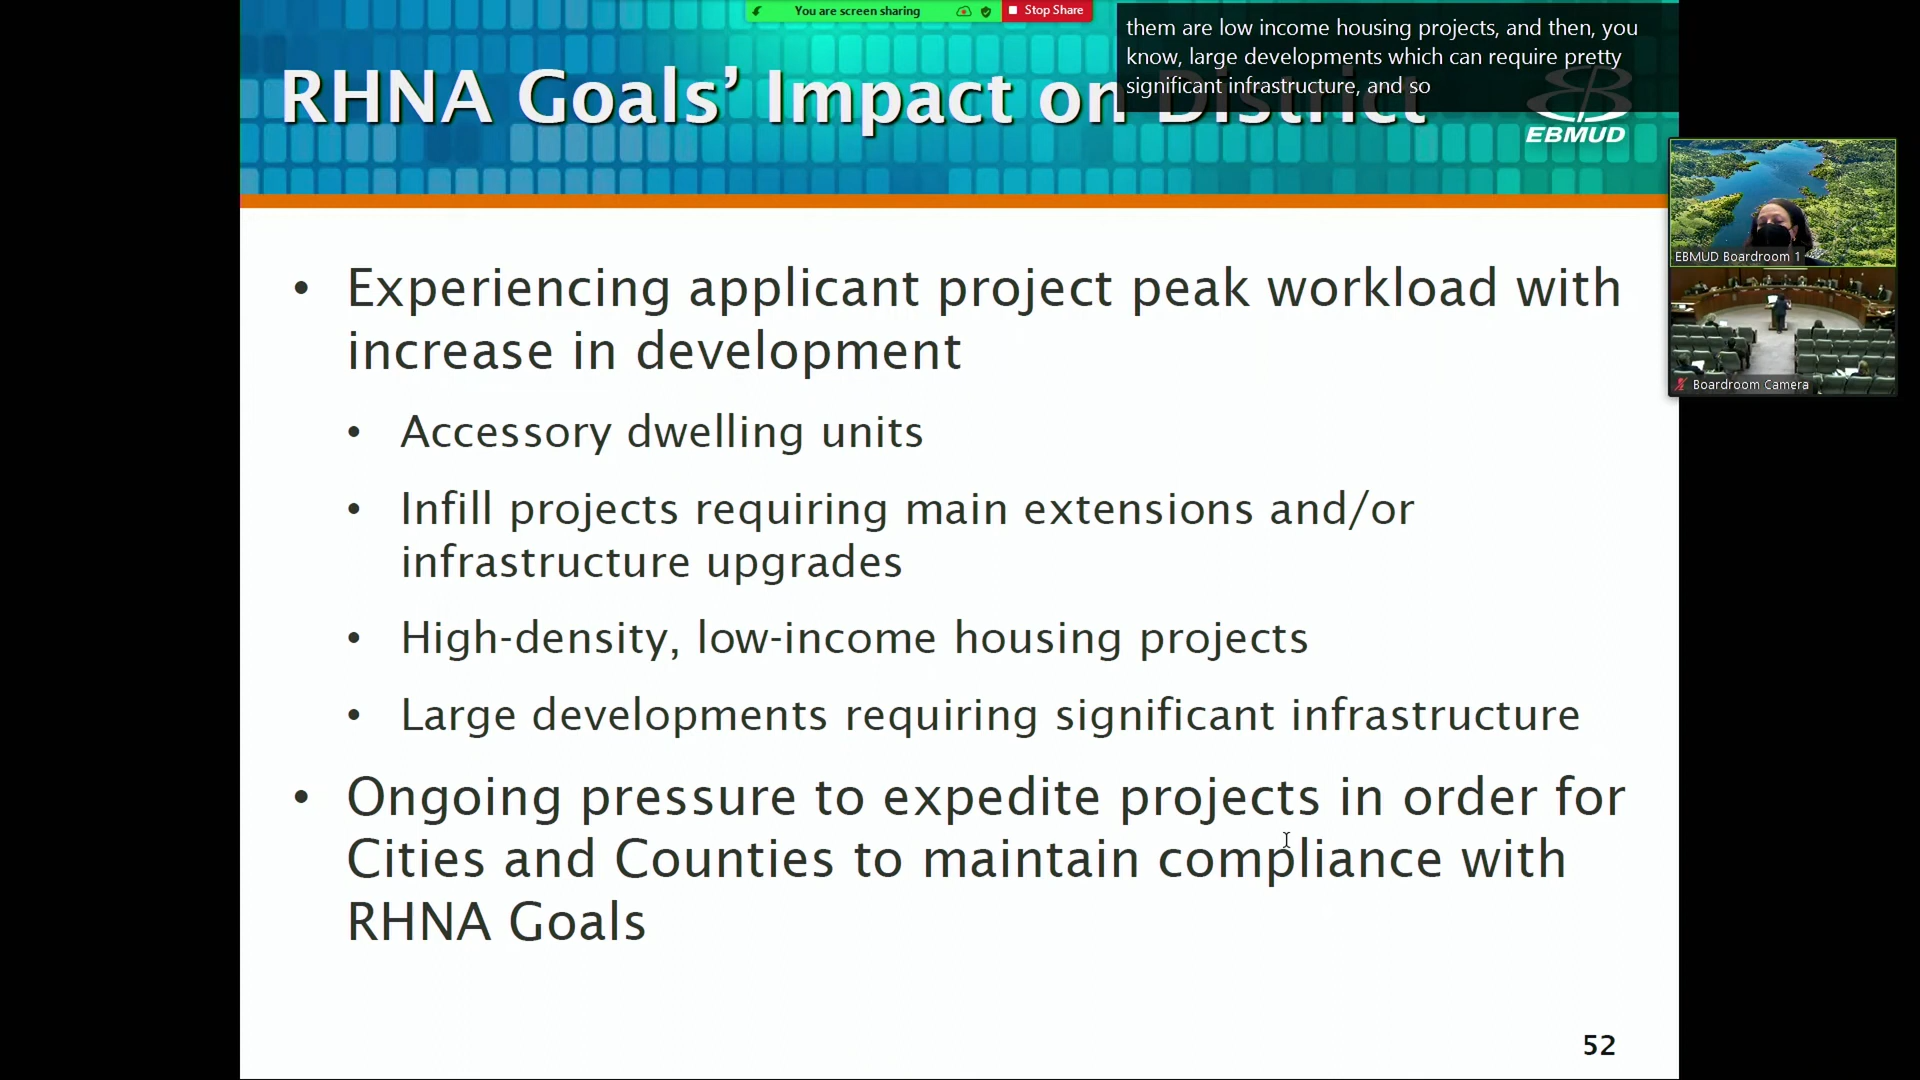 You are screen sharing
Stop Share
them are low income housing projects, and then, you
know, large developments which can require pretty
significant infrastructure, and so
RHNA Goals’ Impact on District
EBMUD
EBMUD Boardroom 1
Boardroom Camera
• Experiencing applicant project peak workload with
increase in development
• Accessory dwelling units
• Infill projects requiring main extensions and/or
infrastructure upgrades
• High-density, low-income housing projects
• Large developments requiring significant infrastructure
• Ongoing pressure to expedite projects in order for
Cities and Counties to maintain compliance with
RHNA Goals
52